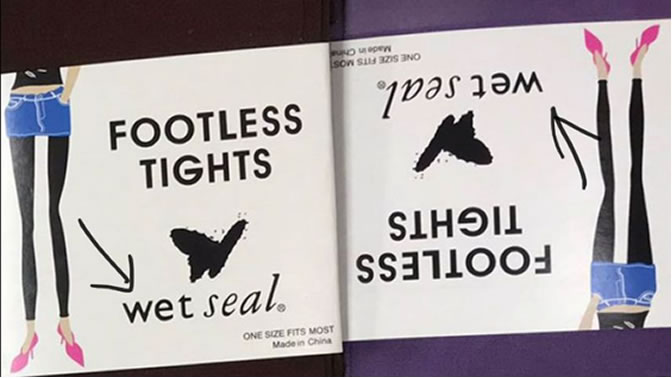 FOOTLESS
TIGHTS
wet seal®
ONE SIZE FITS MOST
Made in China
FOOTLESS
TIGHTS
wet seal®
ONE SIZE FITS MOST
Made in China